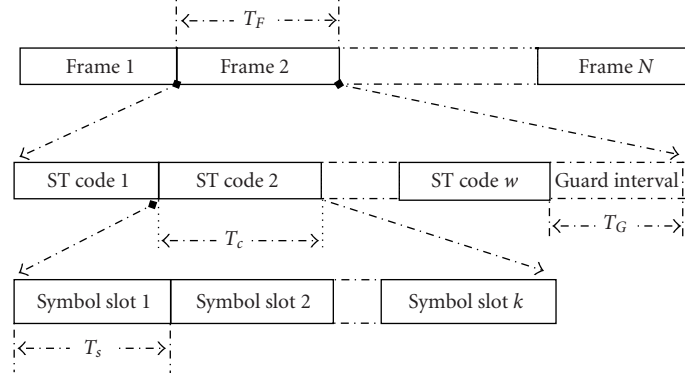 T_F
Frame 1 Frame 2 Frame N
ST code 1 ST code 2 ST code w Guard interval
T_c T_G
Symbol slot 1 Symbol slot 2 Symbol slot k
T_s